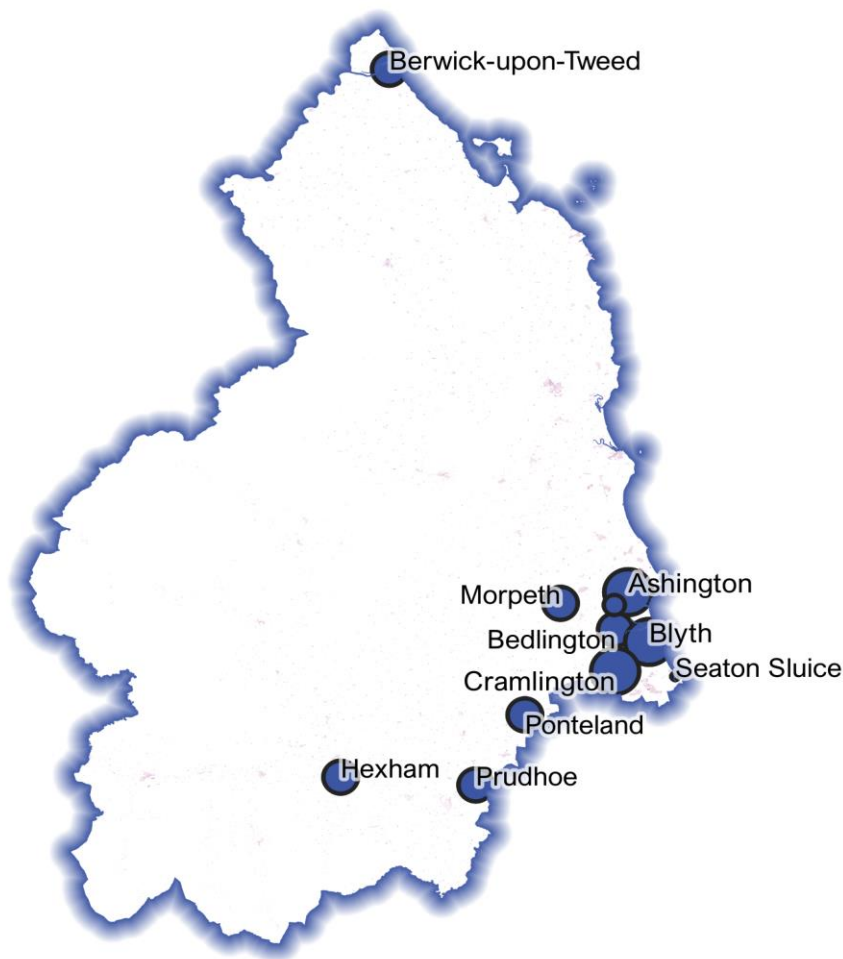 Berwick-upon-Tweed
Ashington
Morpeth
Blyth
Bedlington
Seaton Sluice
Cramlington
Ponteland
Hexham
Prudhoe